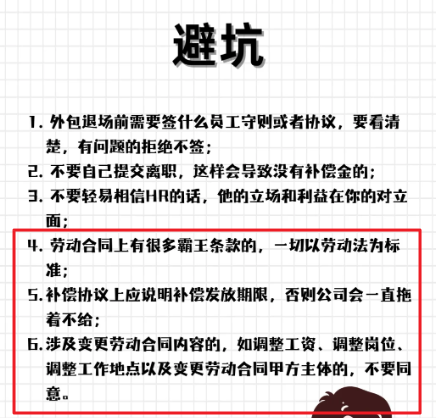 避坑
1. 外包退场前需要签什么员工守则或者协议，要看清
楚，有问题的拒绝不签；
2. 不要自己提交离职，这样会导致没有补偿金的；
3. 不要轻易相信HR的话，他的立场和利益在你的对立
面；
4. 劳动合同上有很多霸王条款的，一切以劳动法为标
准；
5.补偿协议上应说明补偿发放期限，否则公司会一直拖
着不给；
6.涉及变更劳动合同内容的，如调整工资、调整岗位、
调整工作地点以及变更劳动合同甲方主体的，不要同
意。